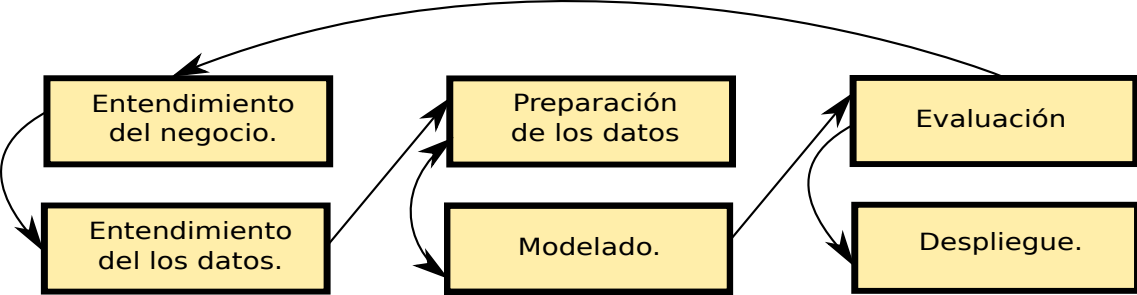 Entendimiento
del negocio.
Entendimiento
del los datos.
Preparación
de los datos
Modelado.
Evaluación
Despliegue.